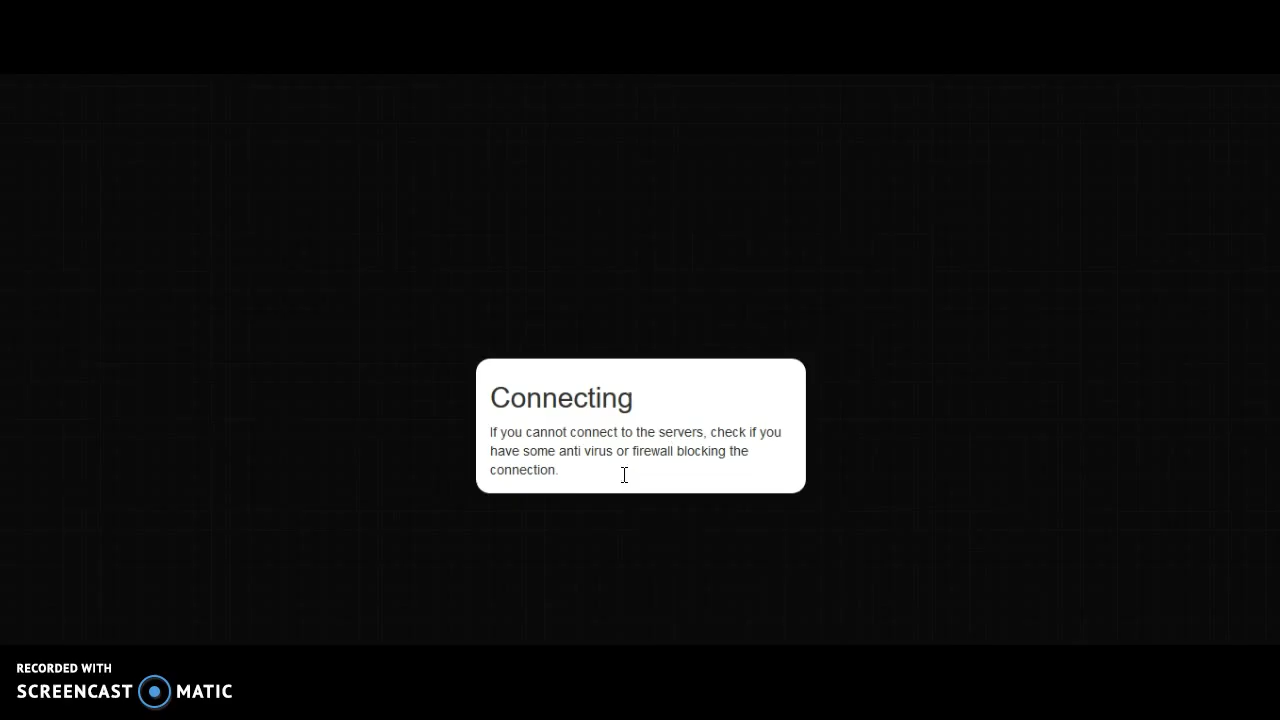 Connecting
If you cannot connect to the servers, check if you
have some anti virus or firewall blocking the
connection.
RECORDED WITH
SCREENCAST MATIC